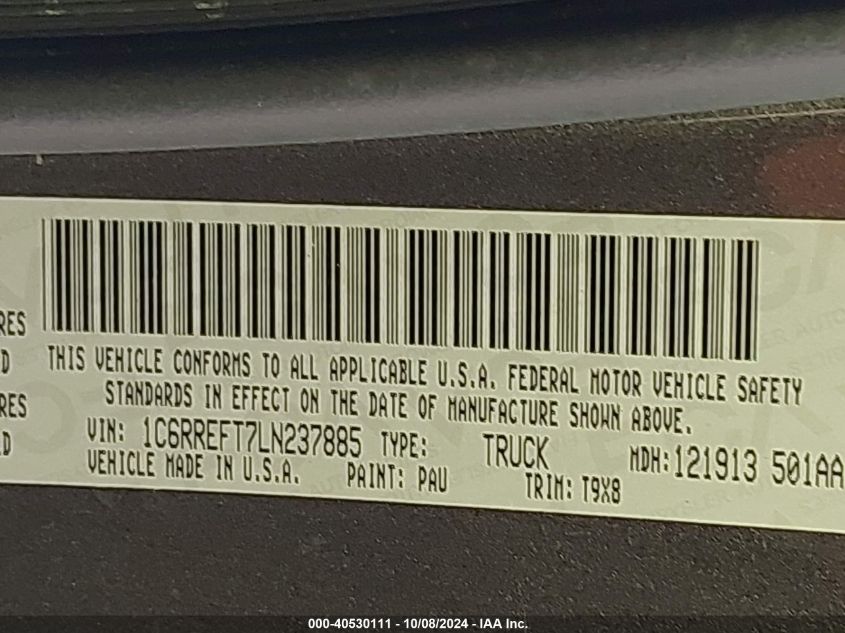 RES
D
RES
D
THIS VEHICLE CONFORMS TO ALL APPLICABLE U.S.A. FEDERAL MOTOR VEHICLE SAFETY
STANDARDS IN EFFECT ON THE DATE OF MANUFACTURE SHOWN ABOVE.
VIN: 1C6RREFT7LN237885 TYPE: TRUCK MDH:121913 501AA
VEHICLE MADE IN U.S.A. PAINT: PAU TRIM: T9X8
000-40530111 - 10/08/2024 - IAA Inc.